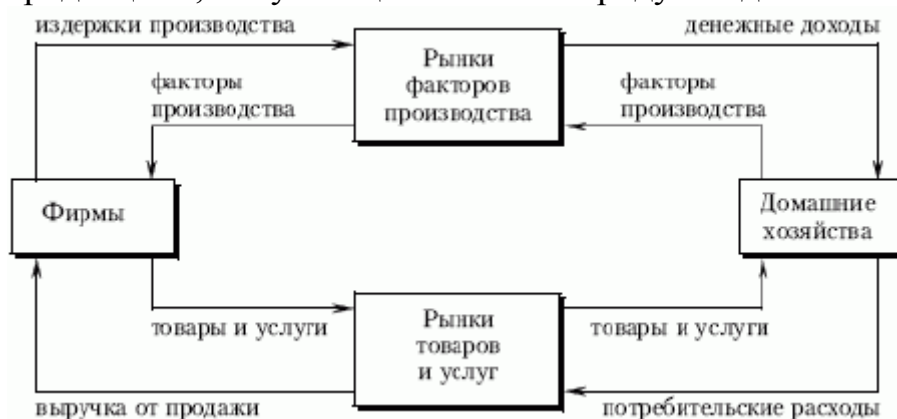 издержки производства
денежные доходы
Рынки
факторов
производства
факторы
производства
факторы
производства
Фирмы
Домашние
хозяйства
товары и услуги
Рынки
товаров
и услуг
товары и услуги
выручка от продажи
потребительские расходы